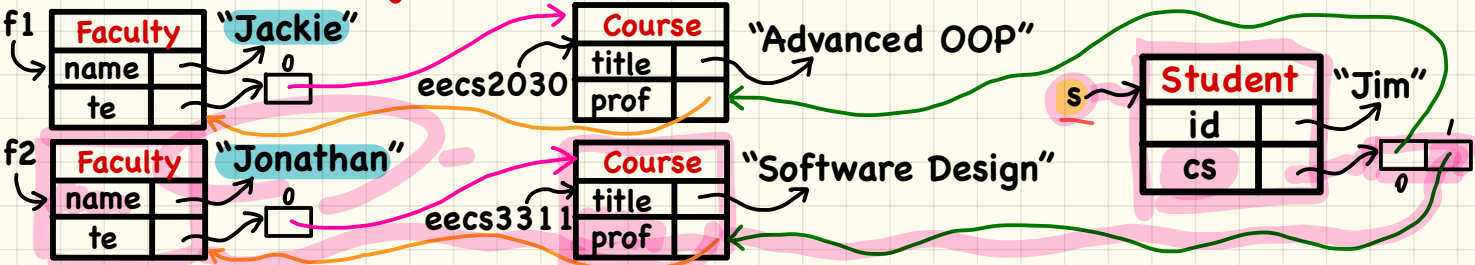 f1
Faculty
name
te
"Jackie"
0
eecs2030
Course
title
prof
"Advanced OOP"
s
Student
id
cs
"Jim"
0
1
f2
Faculty
name
te
"Jonathan"
0
eecs3311
Course
title
prof
"Software Design"